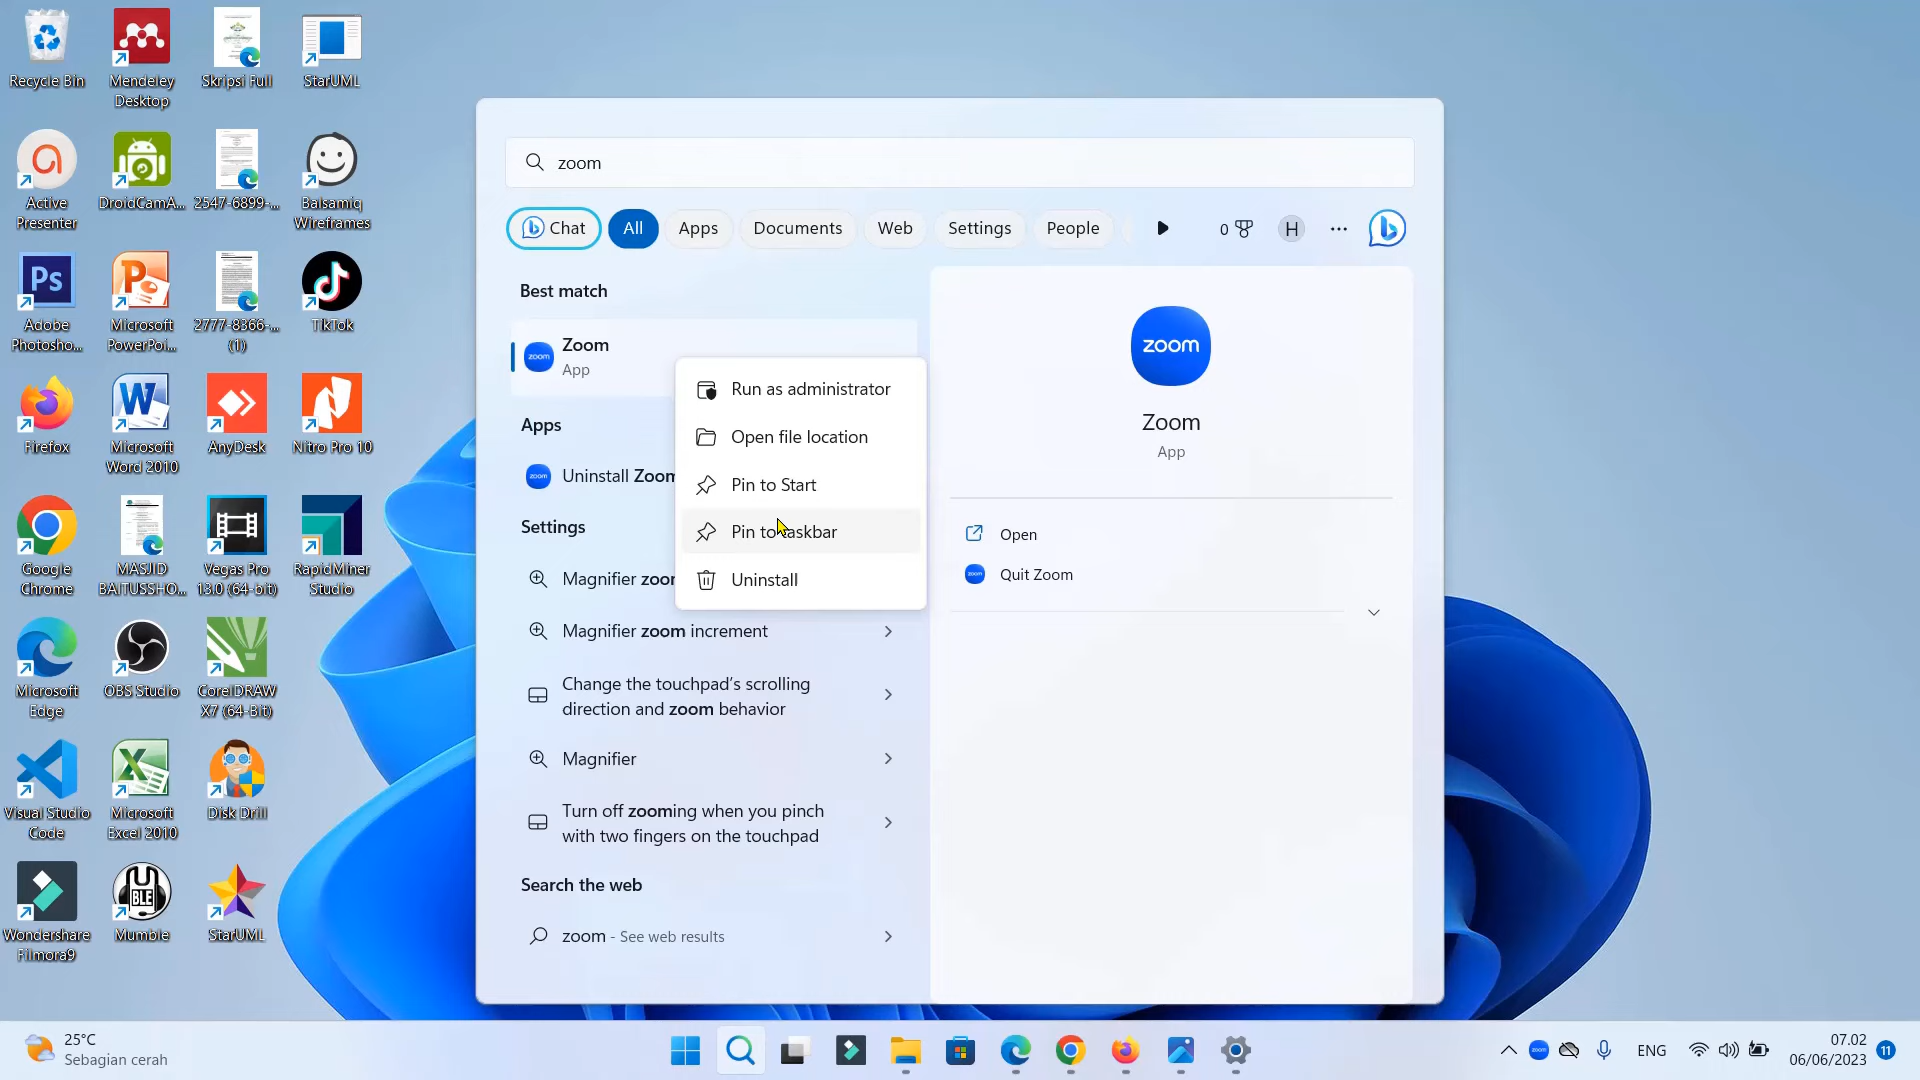 Recycle Bin
Mendeley
Desktop
Skripsi Full
StarUML
Active
Presenter
DroidCamA...
2547-6899-...
Balsamiq
Wireframes
Ps
Adobe
Photosho...
Microsoft
PowerPoi...
2777-8366-...
(1)
TikTok
Firefox
Microsoft
Word 2010
AnyDesk
Nitro Pro 10
Google
Chrome
MASJID
BAITUSSHO...
Vegas Pro
13.0 (64-bit)
RapidMiner
Studio
Microsoft
Edge
OBS Studio
CorelDRAW
X7 (64-Bit)
Visual Studio
Code
Microsoft
Excel 2010
Disk Drill
Wondershare
Filmora9
Mumble
StarUML
zoom
Chat
All
Apps
Documents
Web
Settings
People
0
H
Best match
zoom
Zoom
App
Apps
zoom
Uninstall Zoom
Settings
Magnifier zoom
Magnifier zoom increment
Change the touchpad's scrolling
direction and zoom behavior
Magnifier
Turn off zooming when you pinch
with two fingers on the touchpad
Search the web
zoom - See web results
Run as administrator
Open file location
Pin to Start
Pin to taskbar
Uninstall
zoom
Zoom
App
Open
Quit Zoom
25°C
Sebagian cerah
zoom
ENG
07.02
06/06/2023
11